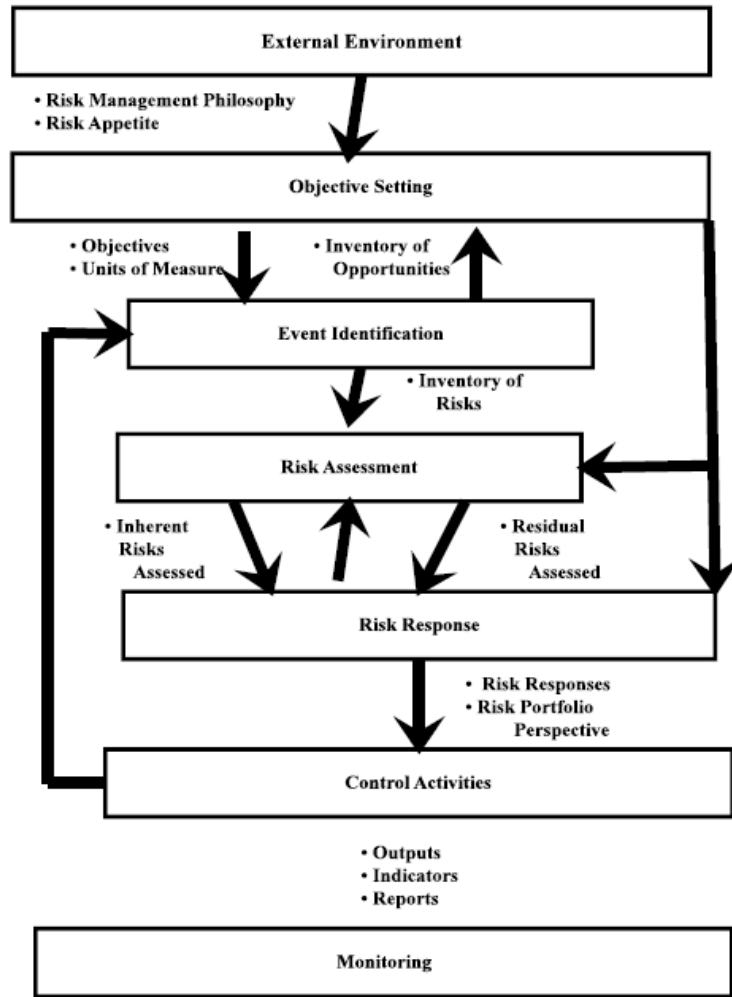 External Environment
• Risk Management Philosophy
• Risk Appetite
Objective Setting
• Objectives
• Units of Measure
• Inventory of
Opportunities
Event Identification
• Inventory of
Risks
Risk Assessment
• Inherent
Risks
Assessed
• Residual
Risks
Assessed
Risk Response
• Risk Responses
• Risk Portfolio
Perspective
Control Activities
• Outputs
• Indicators
• Reports
Monitoring